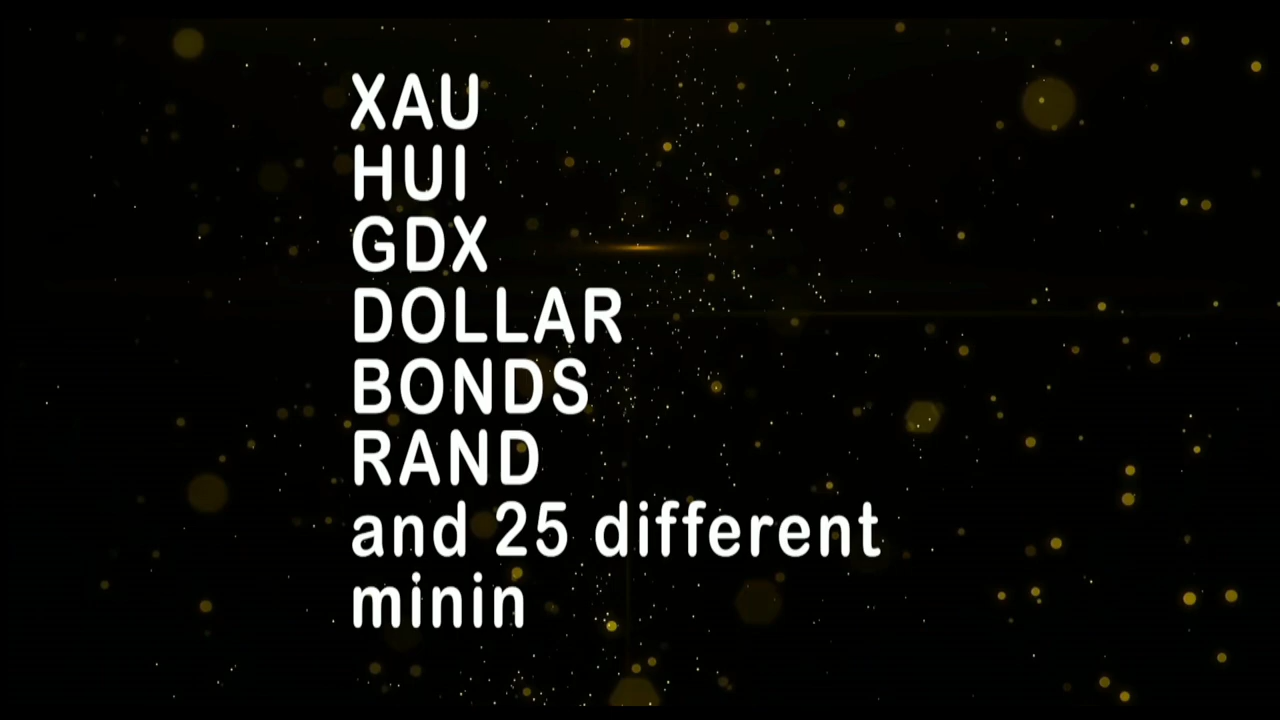 XAU
HUI
GDX
DOLLAR
BONDS
RAND
and 25 different
minin